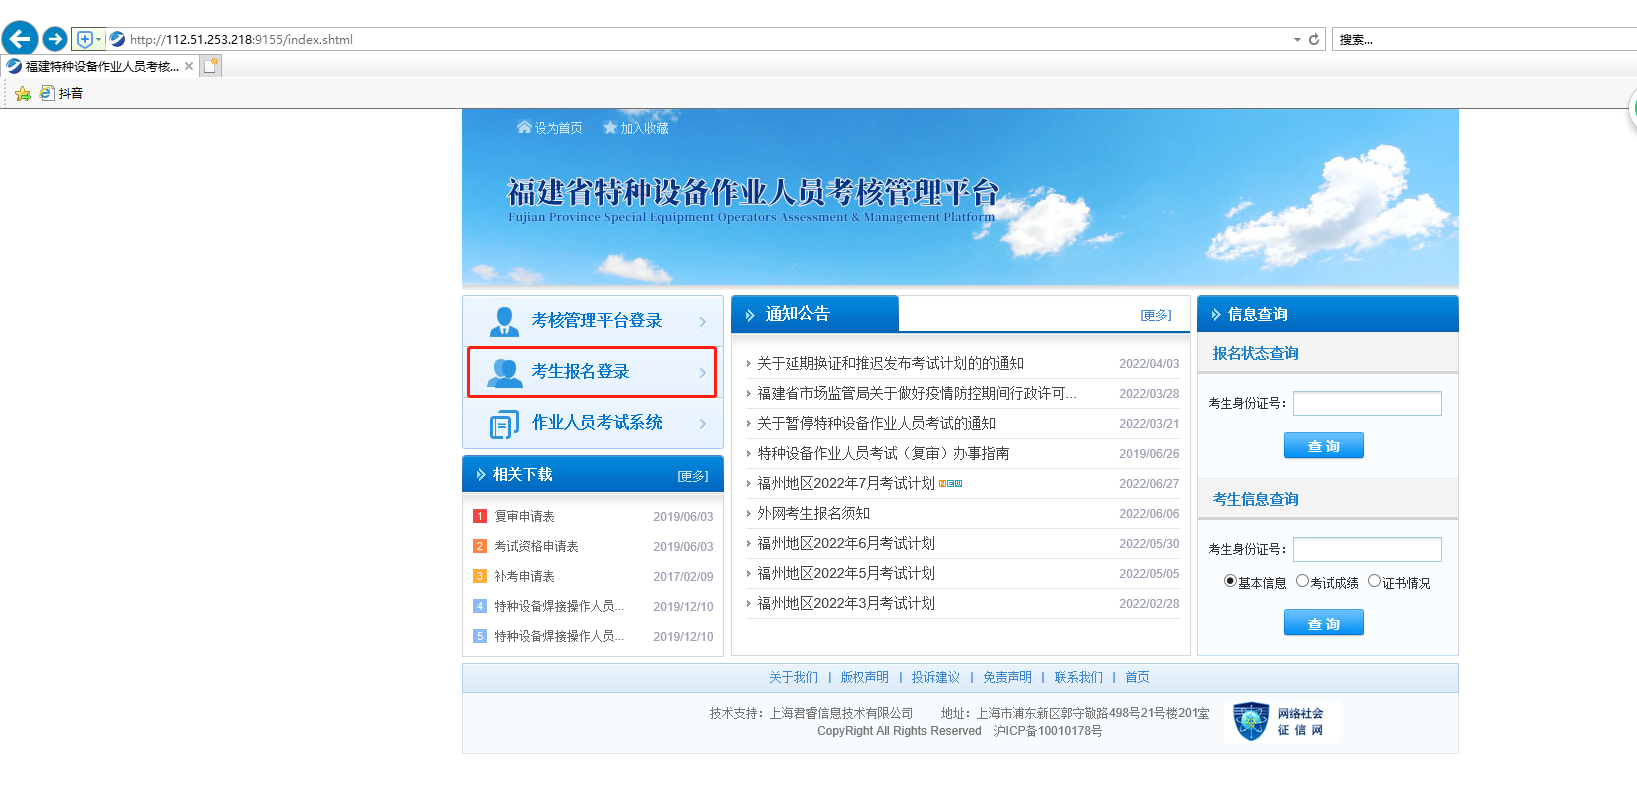 http://112.51.253.218:9155/index.shtml
搜索...
福建特种设备作业人员考核...
抖音
设为首页 加入收藏
福建省特种设备作业人员考核管理平台
Fujian Province Special Equipment Operators Assessment & Management Platform
考核管理平台登录
考生报名登录
作业人员考试系统
相关下载 [更多]
1 复审申请表 2019/06/03
2 考试资格申请表 2019/06/03
3 补考申请表 2017/02/09
4 特种设备焊接操作人员... 2019/12/10
5 特种设备焊接操作人员... 2019/12/10
通知公告 [更多]
关于延期换证和推迟发布考试计划的的通知 2022/04/03
福建省市场监管局关于做好疫情防控期间行政许可... 2022/03/28
关于暂停特种设备作业人员考试的通知 2022/03/21
特种设备作业人员考试（复审）办事指南 2019/06/26
福州地区2022年7月考试计划 NEW 2022/06/27
外网考生报名须知 2022/06/06
福州地区2022年6月考试计划 2022/05/30
福州地区2022年5月考试计划 2022/05/05
福州地区2022年3月考试计划 2022/02/28
信息查询
报名状态查询
考生身份证号：
查 询
考生信息查询
考生身份证号：
基本信息 考试成绩 证书情况
查 询
关于我们 | 版权声明 | 投诉建议 | 免责声明 | 联系我们 | 首页
技术支持：上海君睿信息技术有限公司 地址：上海市浦东新区郭守敬路498号21号楼201室
CopyRight All Rights Reserved 沪ICP备10010178号
网络社会
征信网